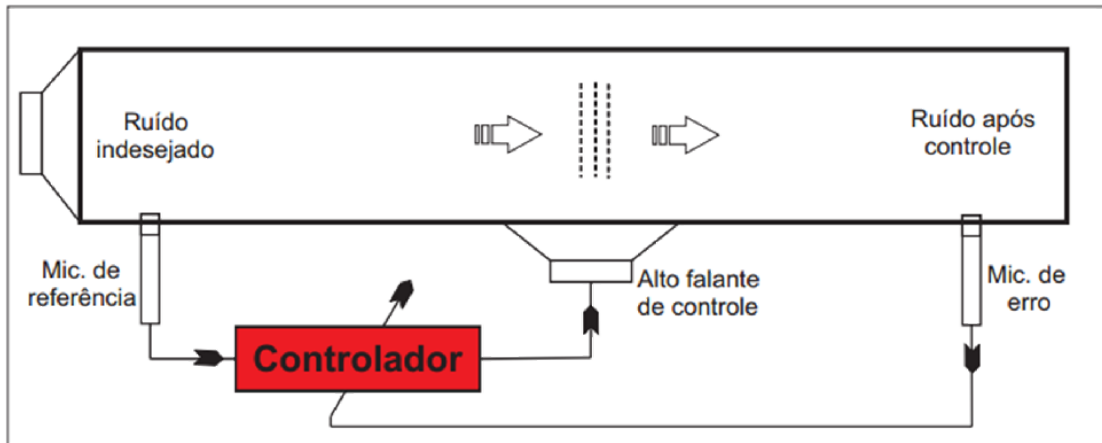 Ruído
indesejado
Ruído após
controle
Mic. de
referência
Alto falante
de controle
Mic. de
erro
Controlador